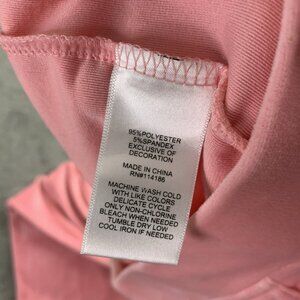 95%POLYESTER
5%SPANDEX
EXCLUSIVE OF
DECORATION
MADE IN CHINA
RN#114186
MACHINE WASH COLD
WITH LIKE COLORS
DELICATE CYCLE
ONLY NON-CHLORINE
BLEACH WHEN NEEDED
TUMBLE DRY LOW
COOL IRON IF NEEDED